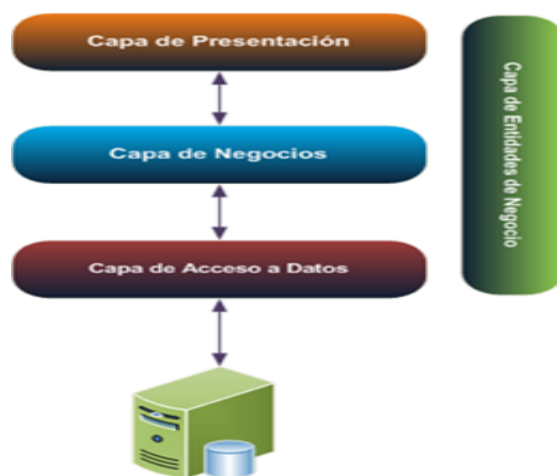 Capa de Presentación
Capa de Negocios
Capa de Acceso a Datos
Capa de Entidades de
Negocio